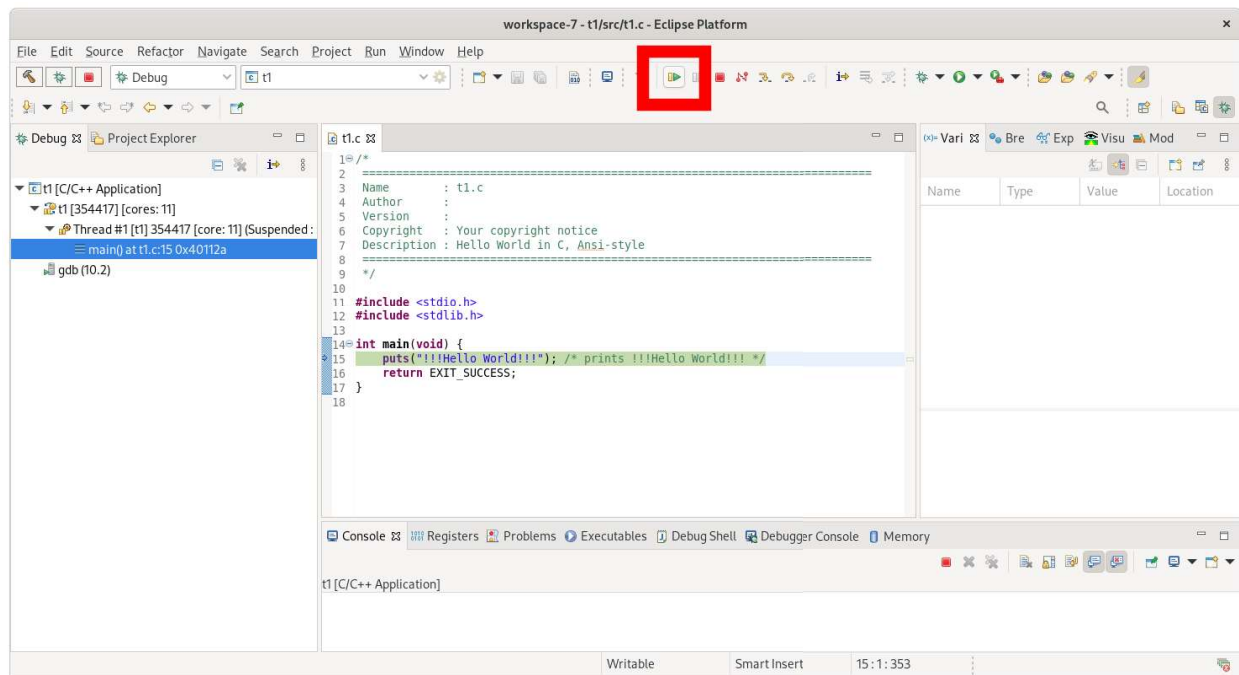 workspace-7 - t1/src/t1.c - Eclipse Platform
File Edit Source Refactor Navigate Search Project Run Window Help
Debug t1
Debug Project Explorer
t1 [C/C++ Application]
t1 [354417] [cores: 11]
Thread #1 [t1] 354417 [core: 11] (Suspended :
main() at t1.c:15 0x40112a
gdb (10.2)
t1.c
1 /*
2 ============================================================================
3 Name : t1.c
4 Author :
5 Version :
6 Copyright : Your copyright notice
7 Description : Hello World in C, Ansi-style
8 ============================================================================
9 */
10
11 #include <stdio.h>
12 #include <stdlib.h>
13
14 int main(void) {
15 puts("!!!Hello World!!!"); /* prints !!!Hello World!!! */
16 return EXIT_SUCCESS;
17 }
18
Vari Bre Exp Visu Mod
Name Type Value Location
Console Registers Problems Executables Debug Shell Debugger Console Memory
t1 [C/C++ Application]
Writable Smart Insert 15 : 1 : 353